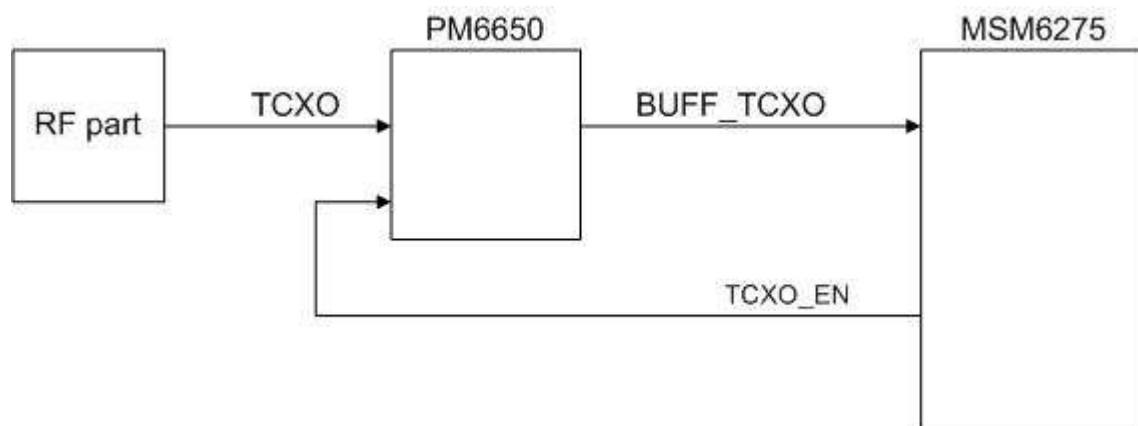 PM6650
MSM6275
RF part
TCXO
BUFF_TCXO
TCXO_EN